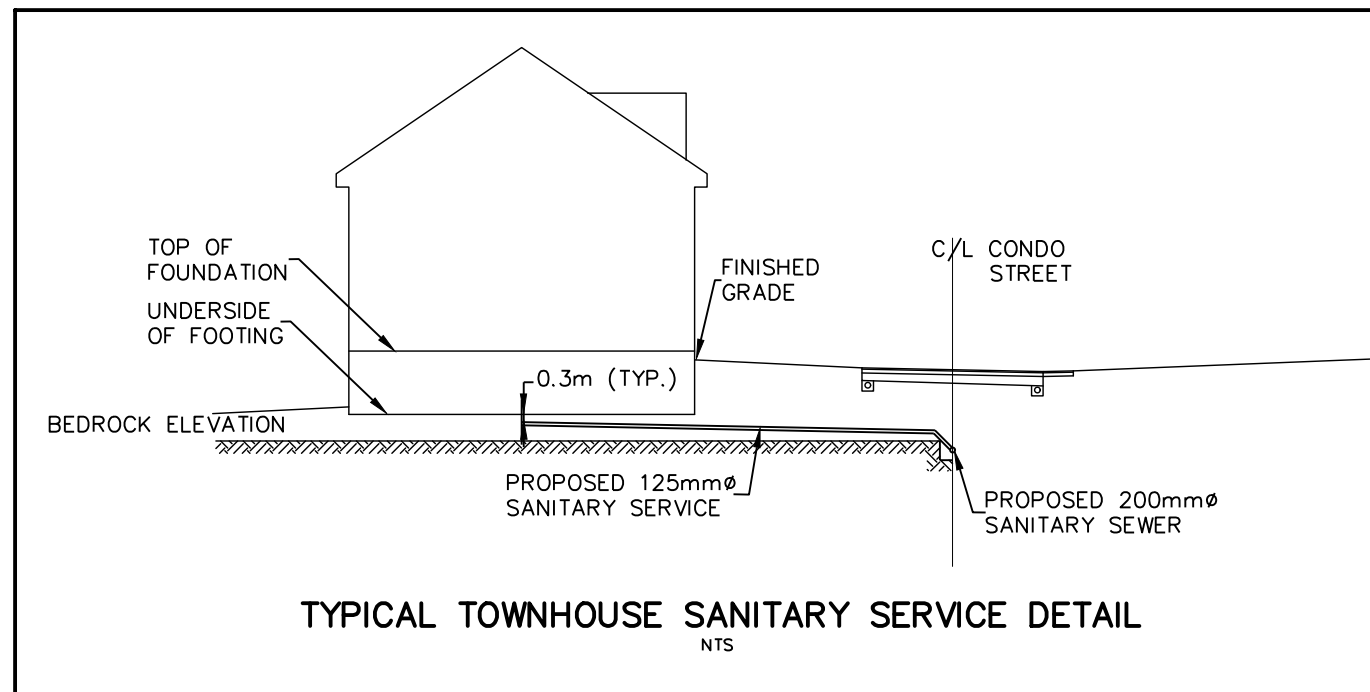 TOP OF
FOUNDATION
UNDERSIDE
OF FOOTING
BEDROCK ELEVATION
0.3m (TYP.)
FINISHED
GRADE
C/L CONDO
STREET
PROPOSED 125mmø
SANITARY SERVICE
PROPOSED 200mmø
SANITARY SEWER
TYPICAL TOWNHOUSE SANITARY SERVICE DETAIL
NTS